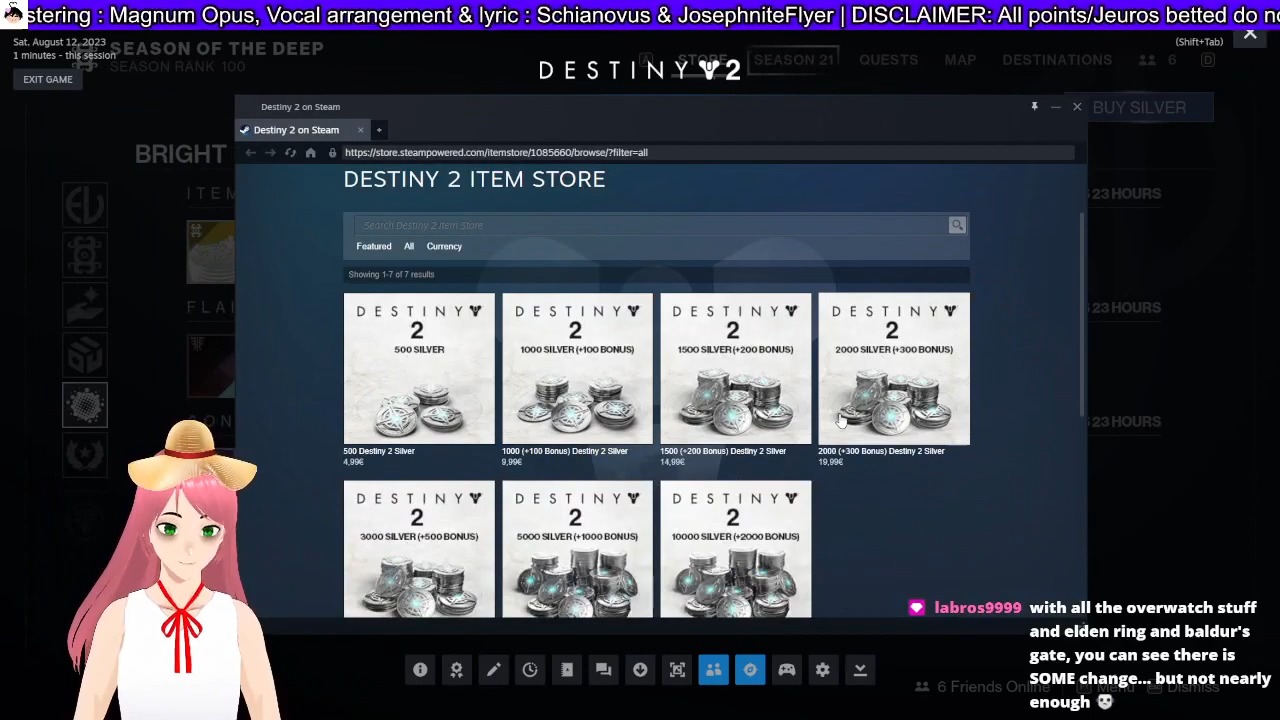 stering : Magnum Opus, Vocal arrangement & lyric : Schianovus & JosephniteFlyer | DISCLAIMER: All points/Jeuros betted do no
Sat, August 12, 2023
1 minutes - this session
SEASON OF THE DEEP
SEASON RANK 100
EXIT GAME
STORE
SEASON 21
QUESTS
MAP
DESTINATIONS
6
D
(Shift+Tab)
DESTINY 2
BUY SILVER
BRIGHT
Destiny 2 on Steam
Destiny 2 on Steam
https://store.steampowered.com/itemstore/1085660/browse/?filter=all
DESTINY 2 ITEM STORE
Search Destiny 2 Item Store
Featured All Currency
Showing 1-7 of 7 results
DESTINY
2
500 SILVER
500 Destiny 2 Silver
4,99€
DESTINY
2
1000 SILVER (+100 BONUS)
1000 (+100 Bonus) Destiny 2 Silver
9,99€
DESTINY
2
1500 SILVER (+200 BONUS)
1500 (+200 Bonus) Destiny 2 Silver
14,99€
DESTINY
2
2000 SILVER (+300 BONUS)
2000 (+300 Bonus) Destiny 2 Silver
19,99€
DESTINY
2
3000 SILVER (+500 BONUS)
DESTINY
2
5000 SILVER (+1000 BONUS)
DESTINY
2
10000 SILVER (+2000 BONUS)
ITEM
FLAI
23 HOURS
23 HOURS
23 HOURS
labros9999 with all the overwatch stuff
and elden ring and baldur's
gate, you can see there is
SOME change... but not nearly
enough
6 Friends Online
Menu
Dismiss